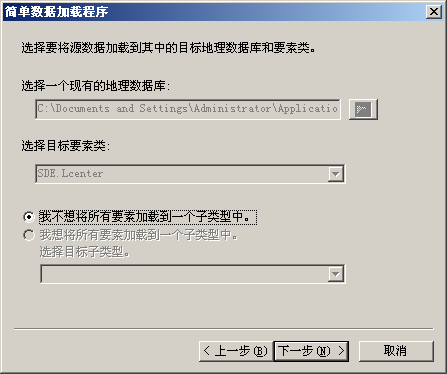 简单数据加载程序
选择要将源数据加载到其中的目标地理数据库和要素类。
选择一个现有的地理数据库:
C:\Documents and Settings\Administrator\Applicatio
选择目标要素类:
SDE.Lcenter
我不想将所有要素加载到一个子类型中。
我想将所有要素加载到一个子类型中。
选择目标子类型。
< 上一步(B) 下一步(N) > 取消